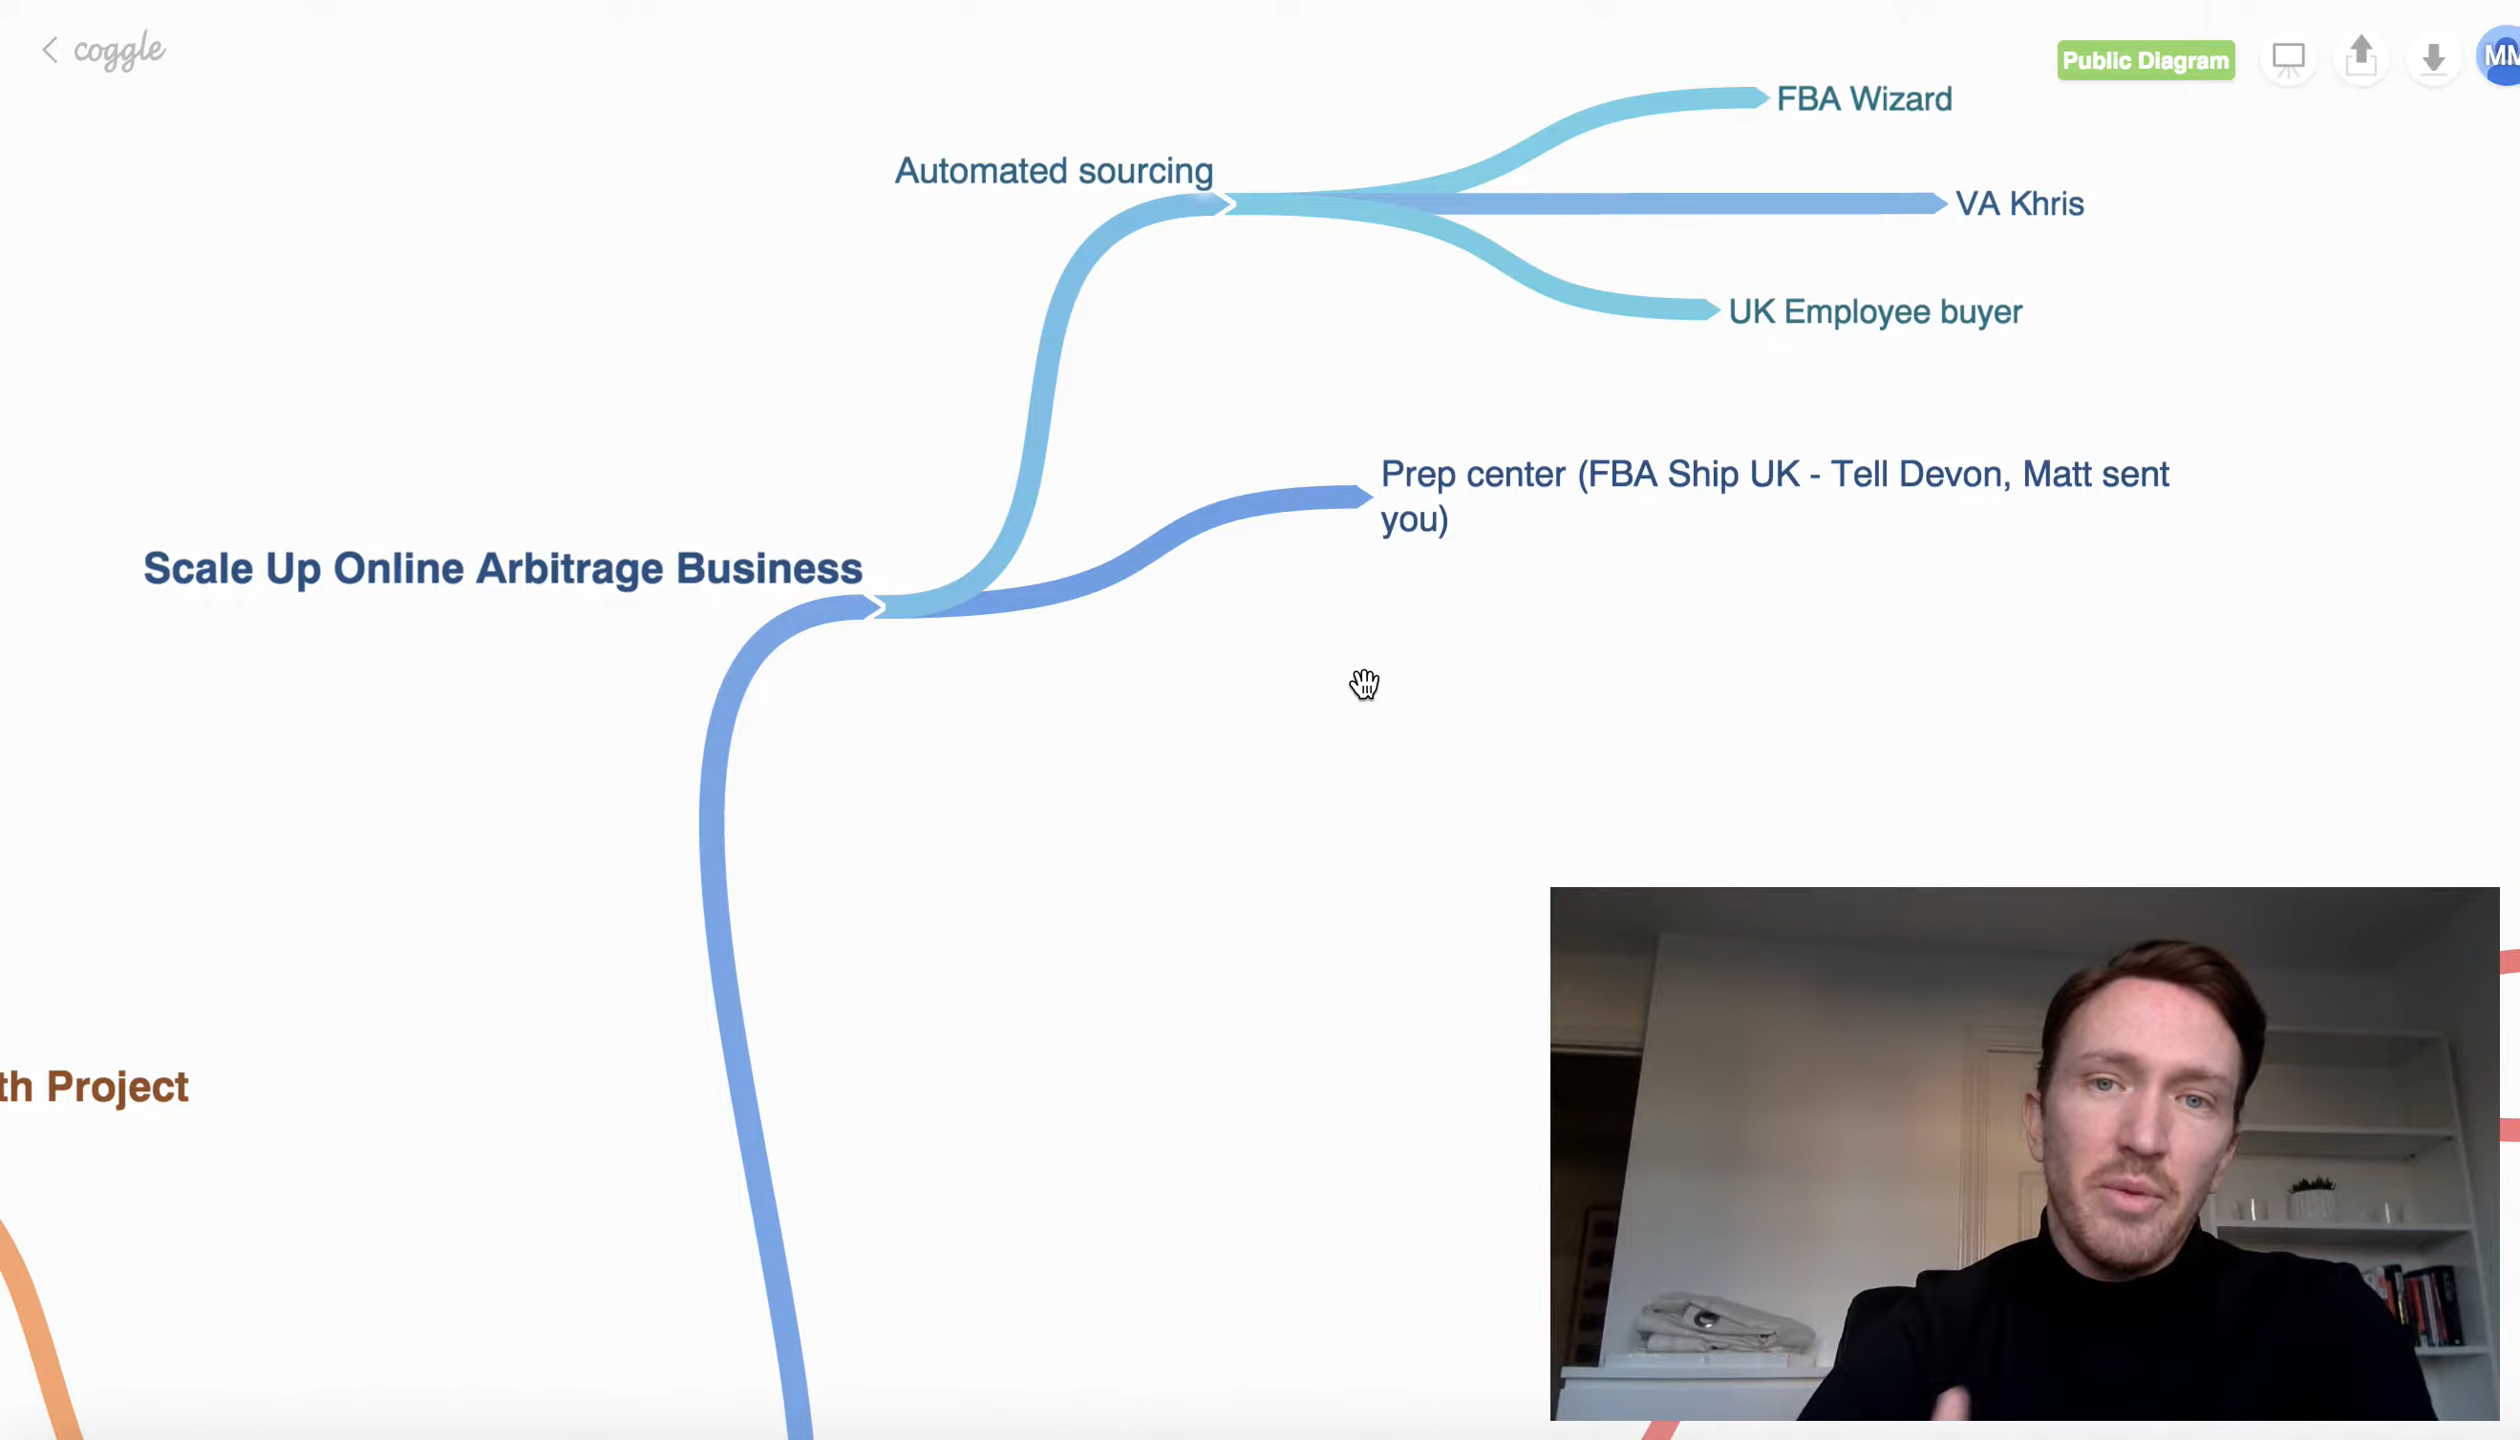 coggle
Public Diagram
MM
FBA Wizard
Automated sourcing
VA Khris
UK Employee buyer
Prep center (FBA Ship UK - Tell Devon, Matt sent
you)
Scale Up Online Arbitrage Business
th Project